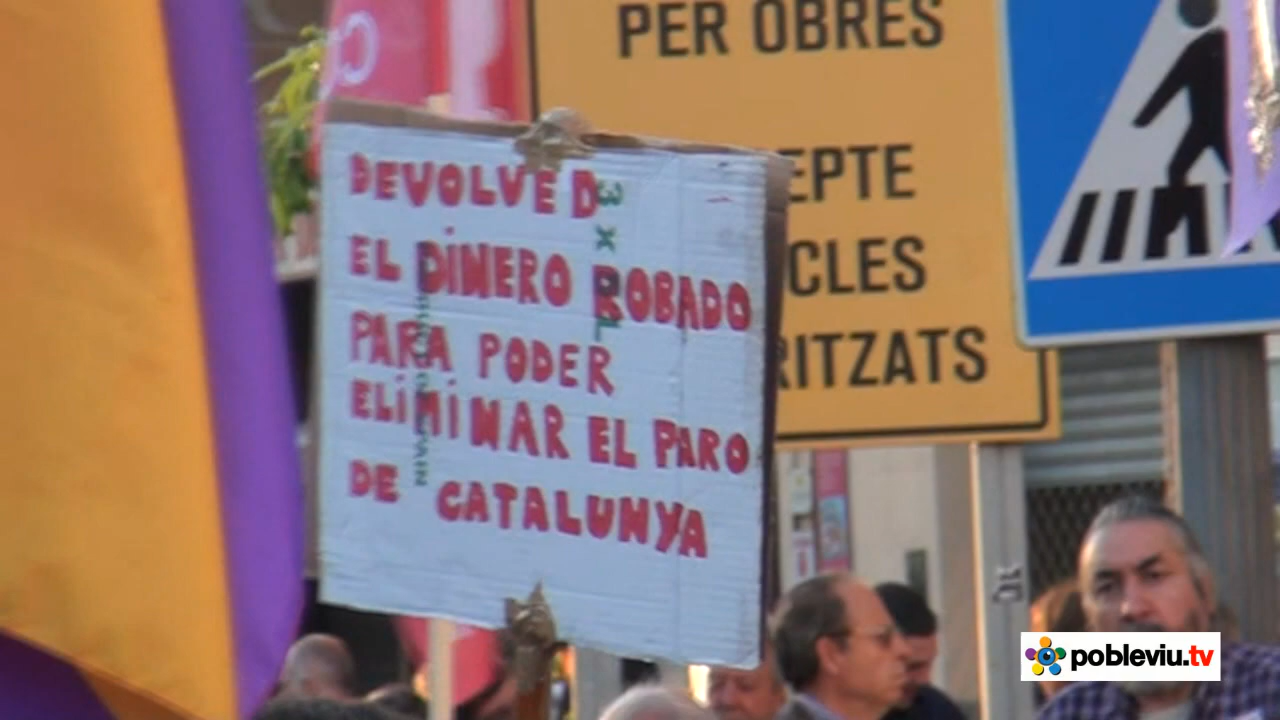 PER OBRES
EPTE
CLES
RITZATS
DEVOLVED
EL DINERO ROBADO
PARA PODER
ELIMINAR EL PARO
DE CATALUNYA
pobleviu.tv